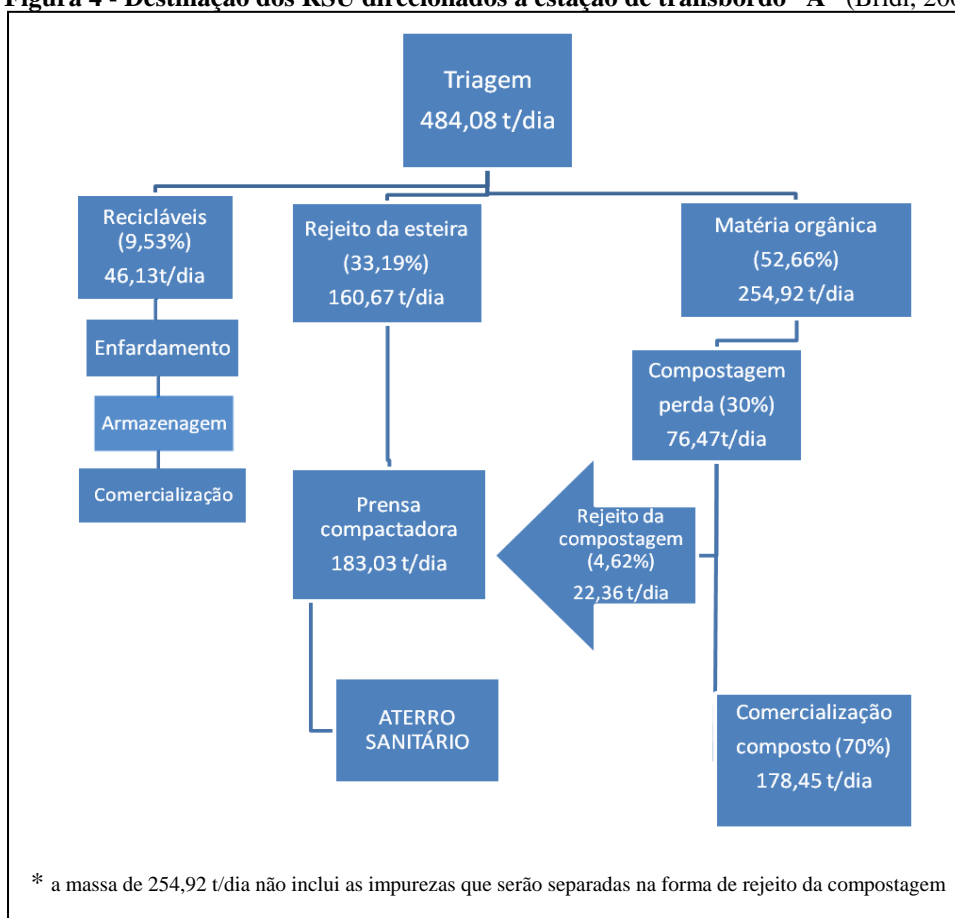 Figura 4 - Destinação dos RSU direcionados à estação de transbordo "A" (Bridi, 200
Triagem
484,08 t/dia
Recicláveis
(9,53%)
46,13t/dia
Rejeito da esteira
(33,19%)
160,67 t/dia
Matéria orgânica
(52,66%)
254,92 t/dia
Enfardamento
Armazenagem
Comercialização
Compostagem
perda (30%)
76,47t/dia
Prensa
compactadora
183,03 t/dia
Rejeito da
compostagem
(4,62%)
22,36 t/dia
ATERRO
SANITÁRIO
Comercialização
composto (70%)
178,45 t/dia
* a massa de 254,92 t/dia não inclui as impurezas que serão separadas na forma de rejeito da compostagem